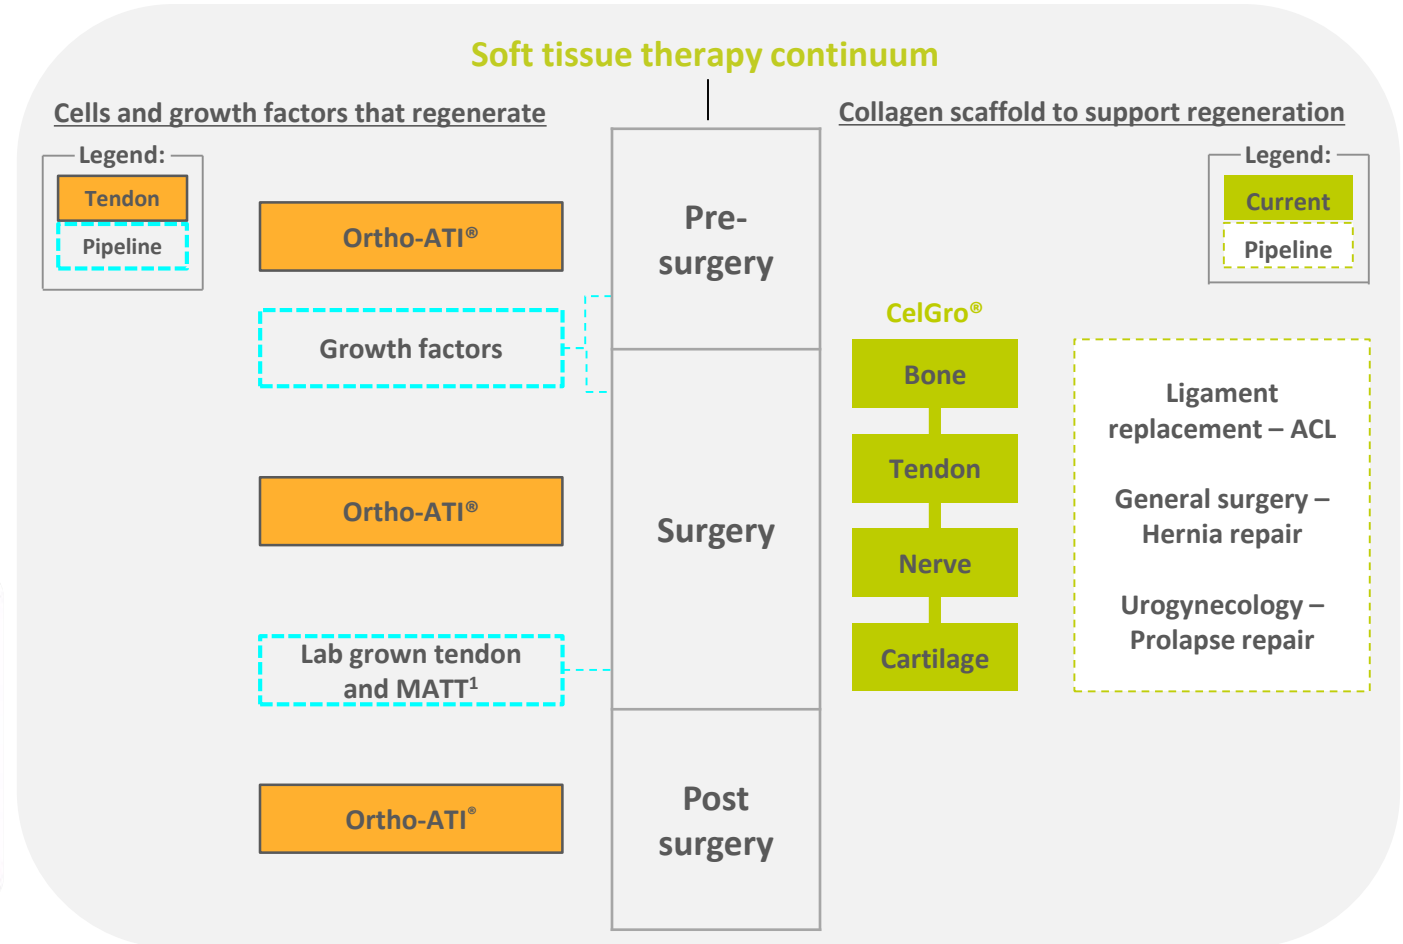 Soft tissue therapy continuum
Cells and growth factors that regenerate
Legend:
Tendon
Pipeline
Ortho-ATI®
Growth factors
Ortho-ATI®
Lab grown tendon
and MATT¹
Ortho-ATI®
Pre-
surgery
Surgery
Post
surgery
Collagen scaffold to support regeneration
Legend:
Current
Pipeline
CelGro®
Bone
Tendon
Nerve
Cartilage
Ligament
replacement – ACL
General surgery –
Hernia repair
Urogynecology –
Prolapse repair